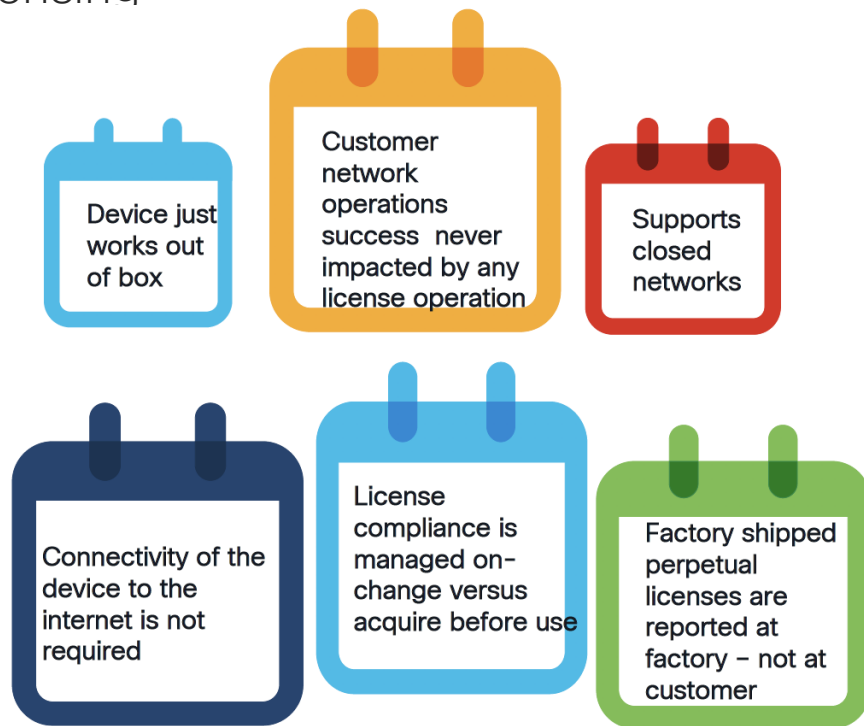 Device just
works out
of box
Customer
network
operations
success never
impacted by any
license operation
Supports
closed
networks
Connectivity of the
device to the
internet is not
required
License
compliance is
managed on-
change versus
acquire before use
Factory shipped
perpetual
licenses are
reported at
factory – not at
customer